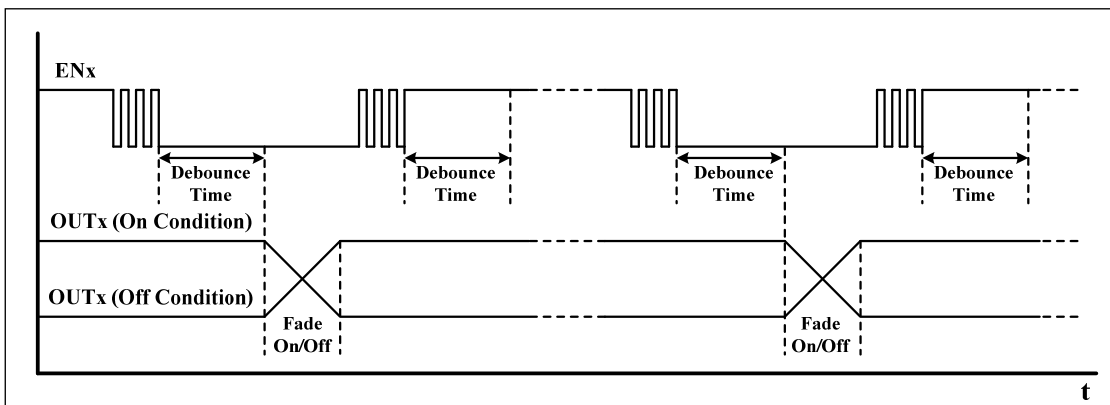 ENx
Debounce
Time
Debounce
Time
Debounce
Time
Debounce
Time
OUTx (On Condition)
OUTx (Off Condition)
Fade
On/Off
Fade
On/Off
t